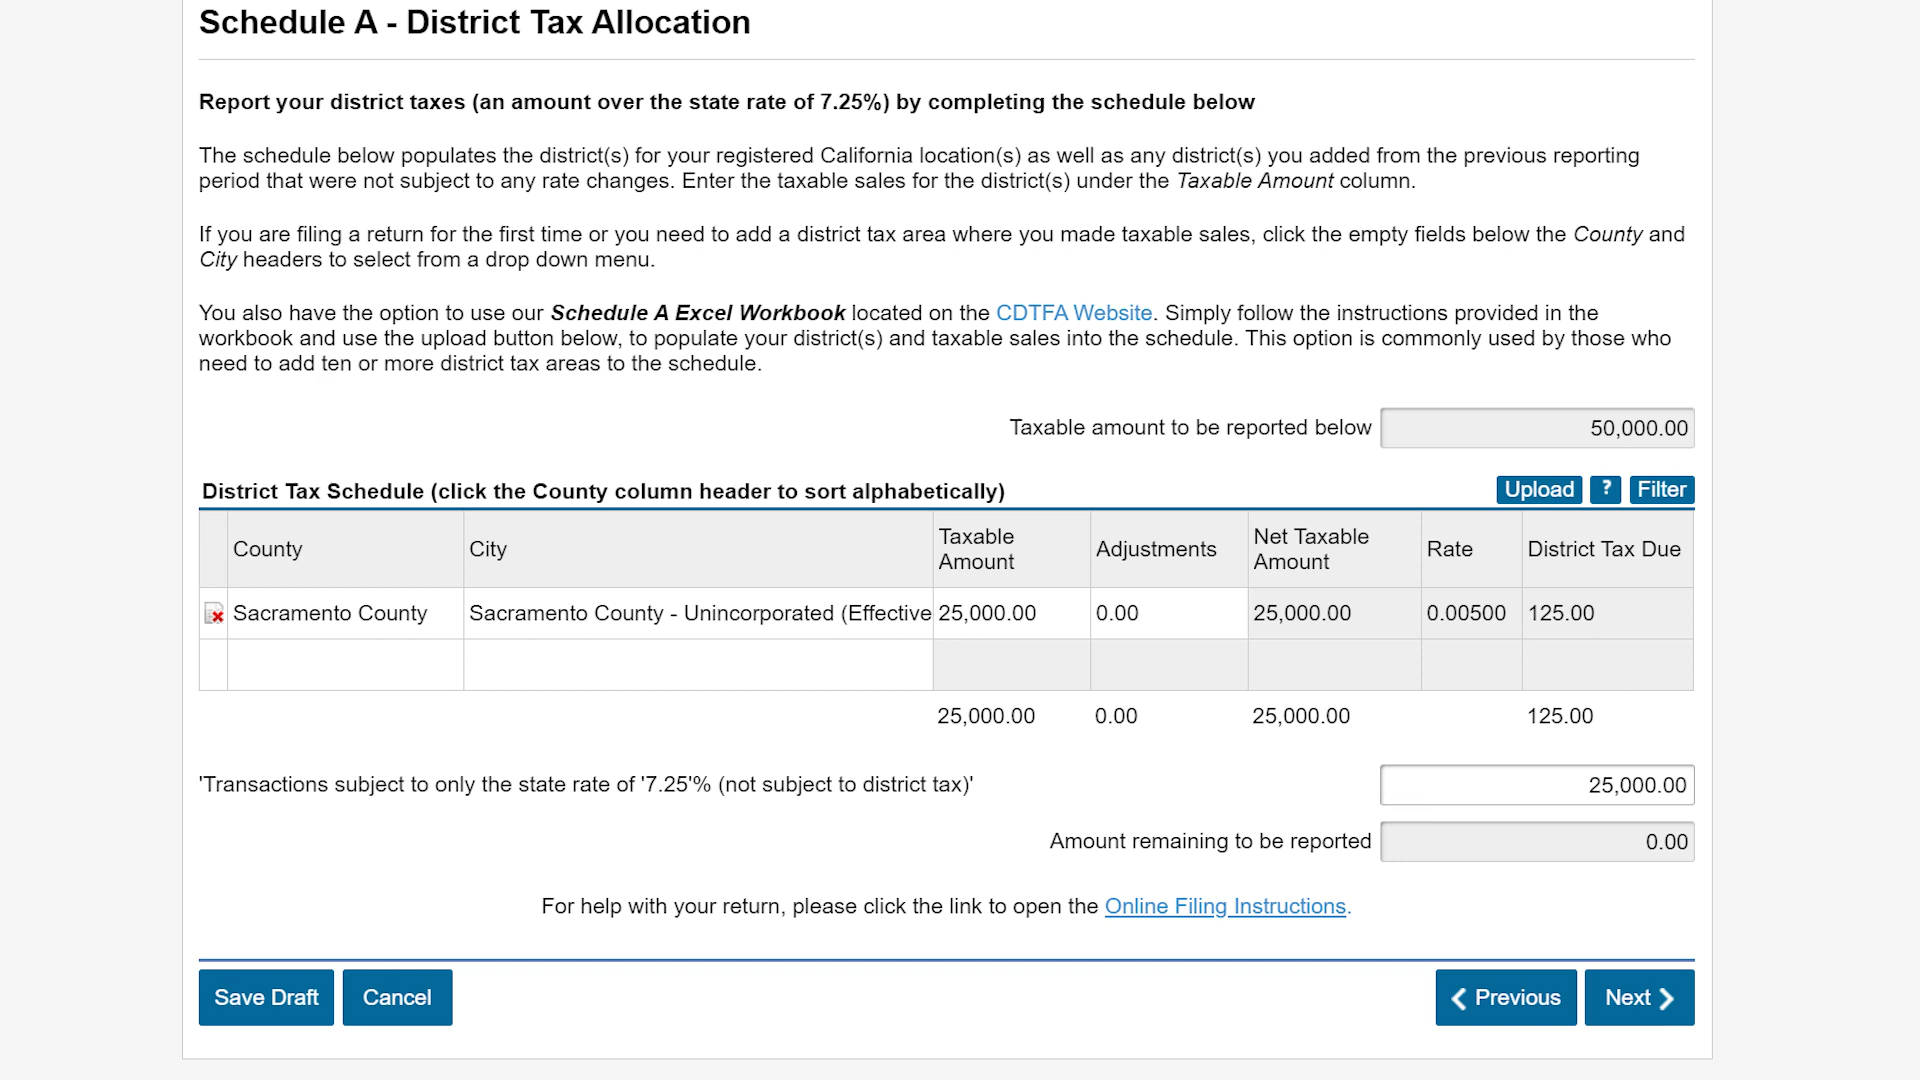 Schedule A - District Tax Allocation
Report your district taxes (an amount over the state rate of 7.25%) by completing the schedule below
The schedule below populates the district(s) for your registered California location(s) as well as any district(s) you added from the previous reporting
period that were not subject to any rate changes. Enter the taxable sales for the district(s) under the Taxable Amount column.
If you are filing a return for the first time or you need to add a district tax area where you made taxable sales, click the empty fields below the County and
City headers to select from a drop down menu.
You also have the option to use our Schedule A Excel Workbook located on the CDTFA Website. Simply follow the instructions provided in the
workbook and use the upload button below, to populate your district(s) and taxable sales into the schedule. This option is commonly used by those who
need to add ten or more district tax areas to the schedule.
Taxable amount to be reported below 50,000.00
District Tax Schedule (click the County column header to sort alphabetically) Upload ? Filter
County City Taxable Amount Adjustments Net Taxable Amount Rate District Tax Due
Sacramento County Sacramento County - Unincorporated (Effective 25,000.00 0.00 25,000.00 0.00500 125.00
25,000.00 0.00 25,000.00 125.00
'Transactions subject to only the state rate of '7.25'% (not subject to district tax)' 25,000.00
Amount remaining to be reported 0.00
For help with your return, please click the link to open the Online Filing Instructions.
Save Draft Cancel Previous Next